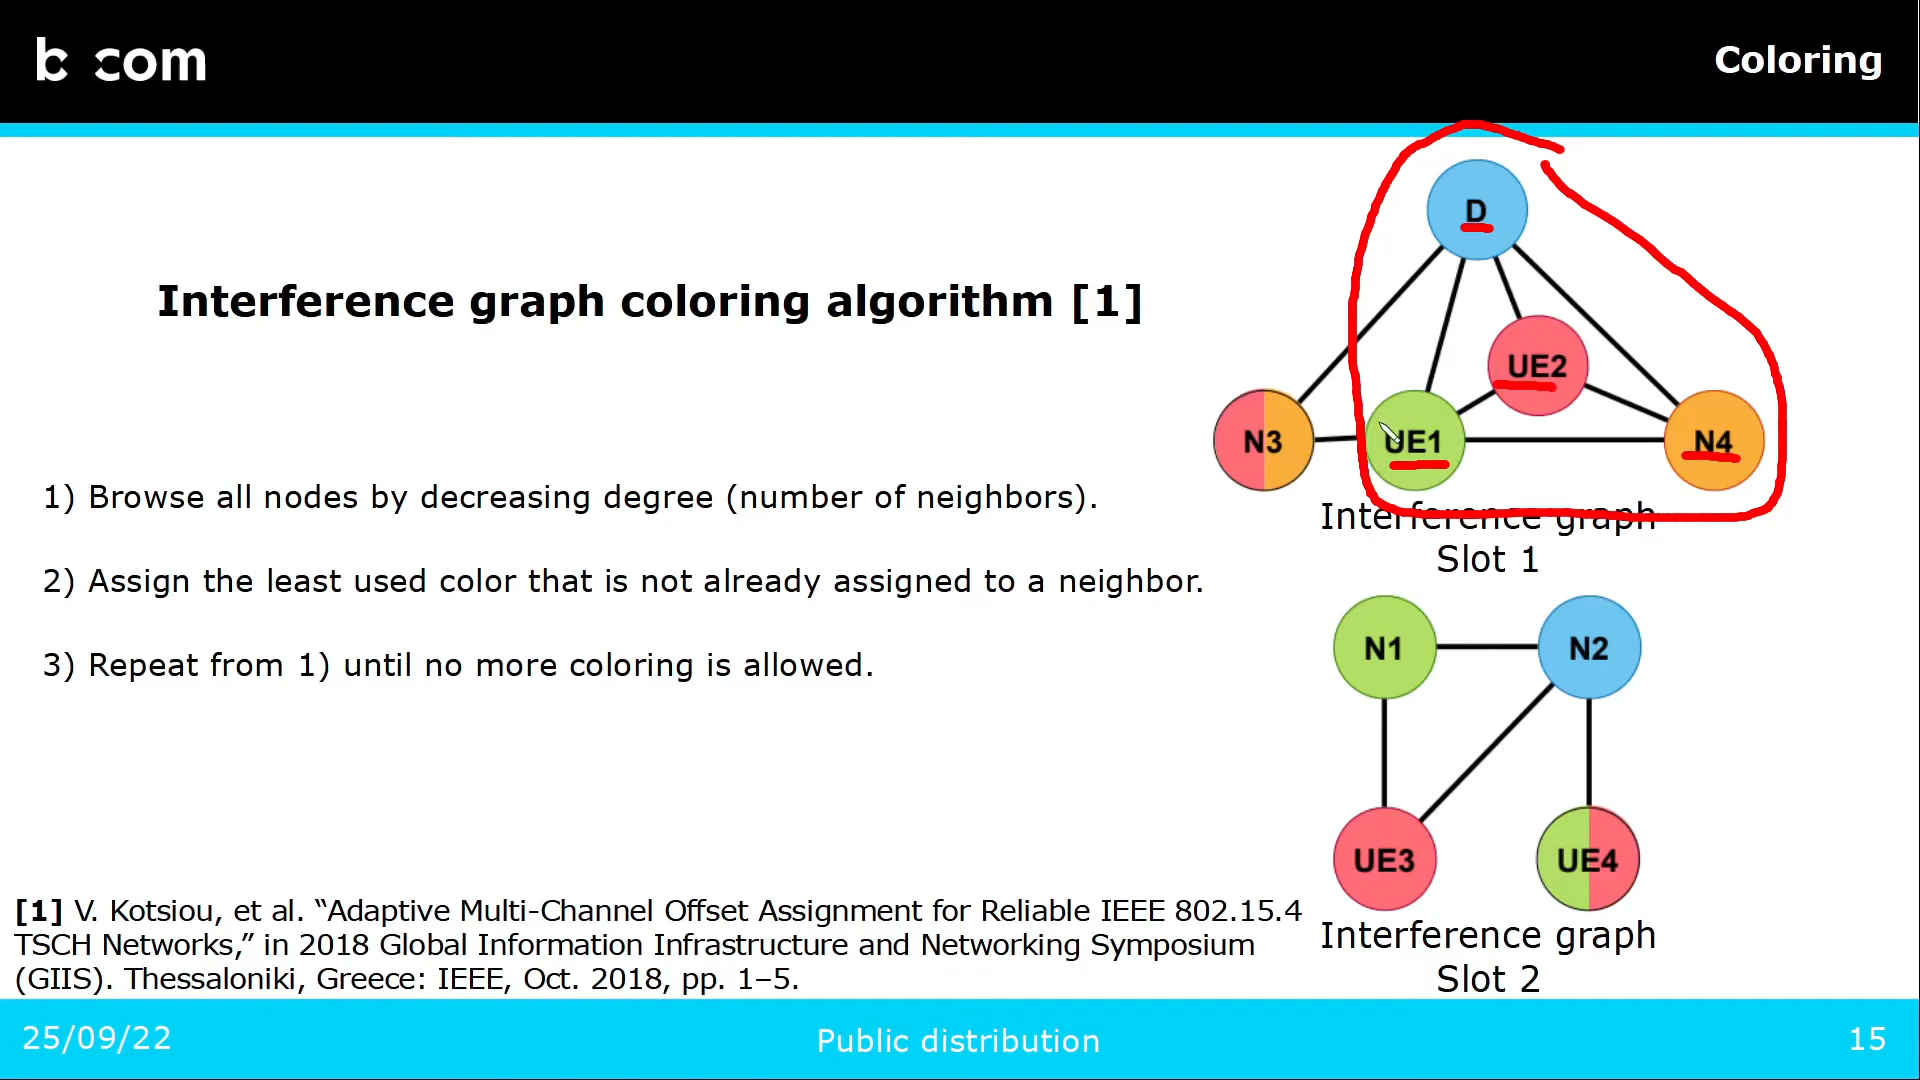 b com
Coloring
Interference graph coloring algorithm [1]
1) Browse all nodes by decreasing degree (number of neighbors).
2) Assign the least used color that is not already assigned to a neighbor.
3) Repeat from 1) until no more coloring is allowed.
D
UE2
N3
UE1
N4
Interference graph
Slot 1
N1
N2
UE3
UE4
Interference graph
Slot 2
[1] V. Kotsiou, et al. “Adaptive Multi-Channel Offset Assignment for Reliable IEEE 802.15.4
TSCH Networks,” in 2018 Global Information Infrastructure and Networking Symposium
(GIIS). Thessaloniki, Greece: IEEE, Oct. 2018, pp. 1–5.
25/09/22
Public distribution
15